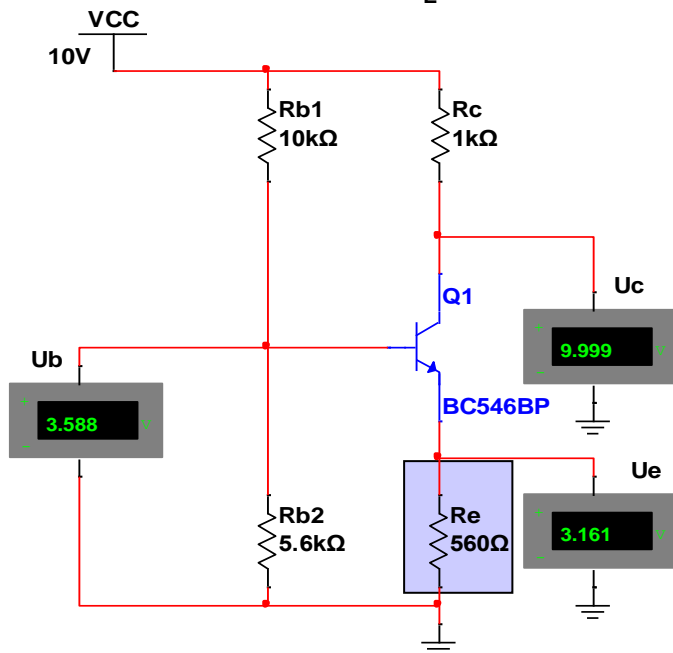 2
VCC
10V
Rb1
10kΩ
Rc
1kΩ
Q1
Uc
+
9.999 V
–
Ub
+
3.588 V
–
BC546BP
Rb2
5.6kΩ
Re
560Ω
Ue
+
3.161 V
–